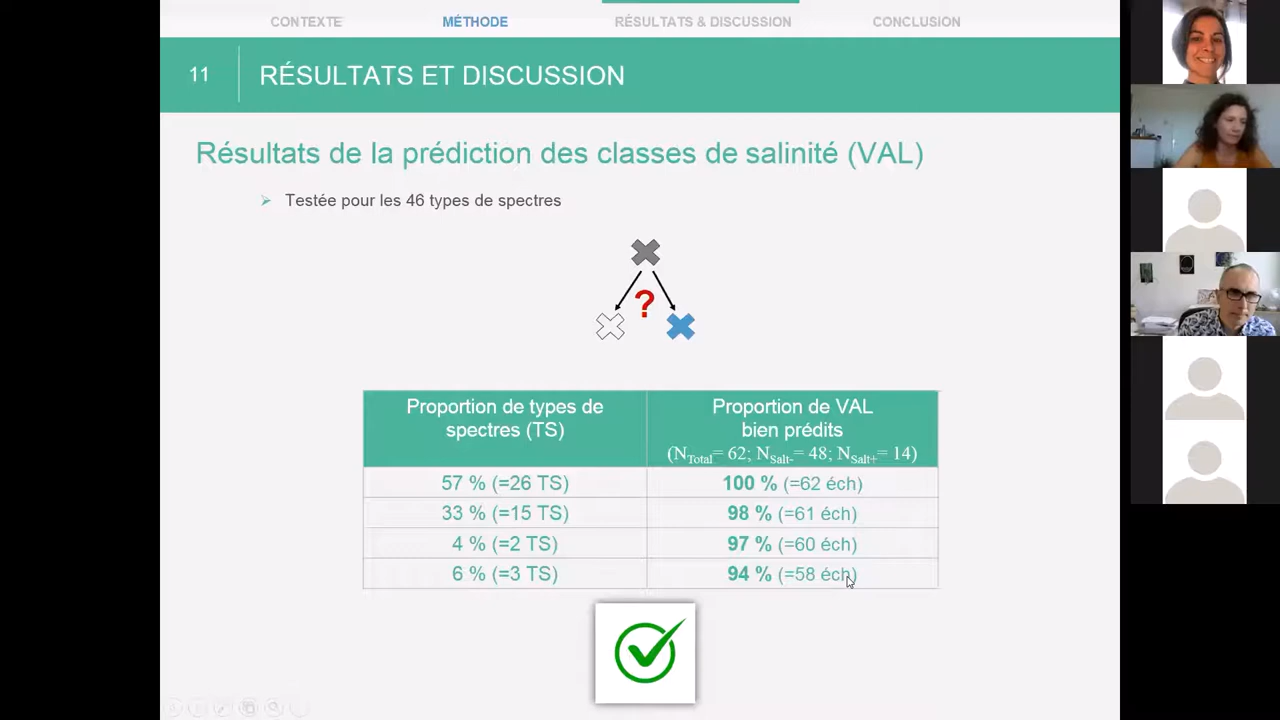 CONTEXTE MÉTHODE RÉSULTATS & DISCUSSION CONCLUSION
11 RÉSULTATS ET DISCUSSION
Résultats de la prédiction des classes de salinité (VAL)
Testée pour les 46 types de spectres
?
Proportion de types de
spectres (TS)
Proportion de VAL
bien prédits
(NTotal= 62; NSalt-= 48; NSalt+= 14)
57 % (=26 TS) 100 % (=62 éch)
33 % (=15 TS) 98 % (=61 éch)
4 % (=2 TS) 97 % (=60 éch)
6 % (=3 TS) 94 % (=58 éch)